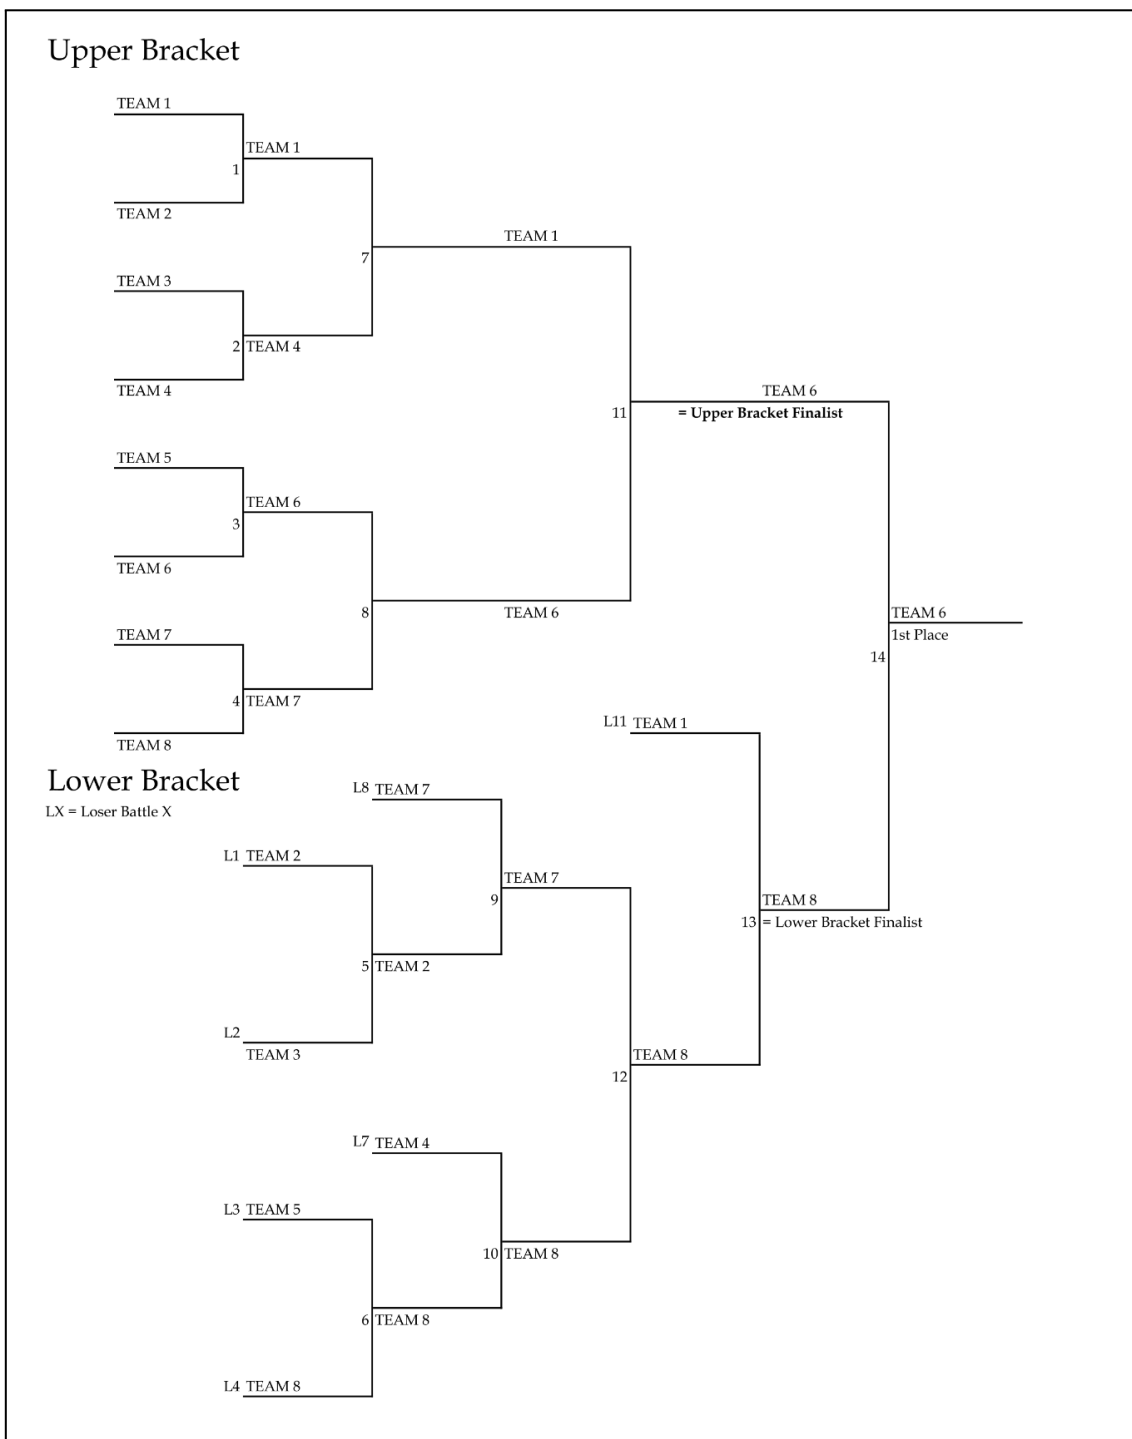 Upper Bracket
TEAM 1
TEAM 1
1
TEAM 2
TEAM 1
7
TEAM 3
2 TEAM 4
TEAM 4
TEAM 6
11 = Upper Bracket Finalist
TEAM 5
TEAM 6
3
TEAM 6
8 TEAM 6
TEAM 6
1st Place
14
TEAM 7
4 TEAM 7
TEAM 8
L11 TEAM 1
Lower Bracket
LX = Loser Battle X
L8 TEAM 7
L1 TEAM 2
TEAM 7
9
TEAM 8
13 = Lower Bracket Finalist
5 TEAM 2
L2
TEAM 3
TEAM 8
12
L7 TEAM 4
L3 TEAM 5
10 TEAM 8
6 TEAM 8
L4 TEAM 8